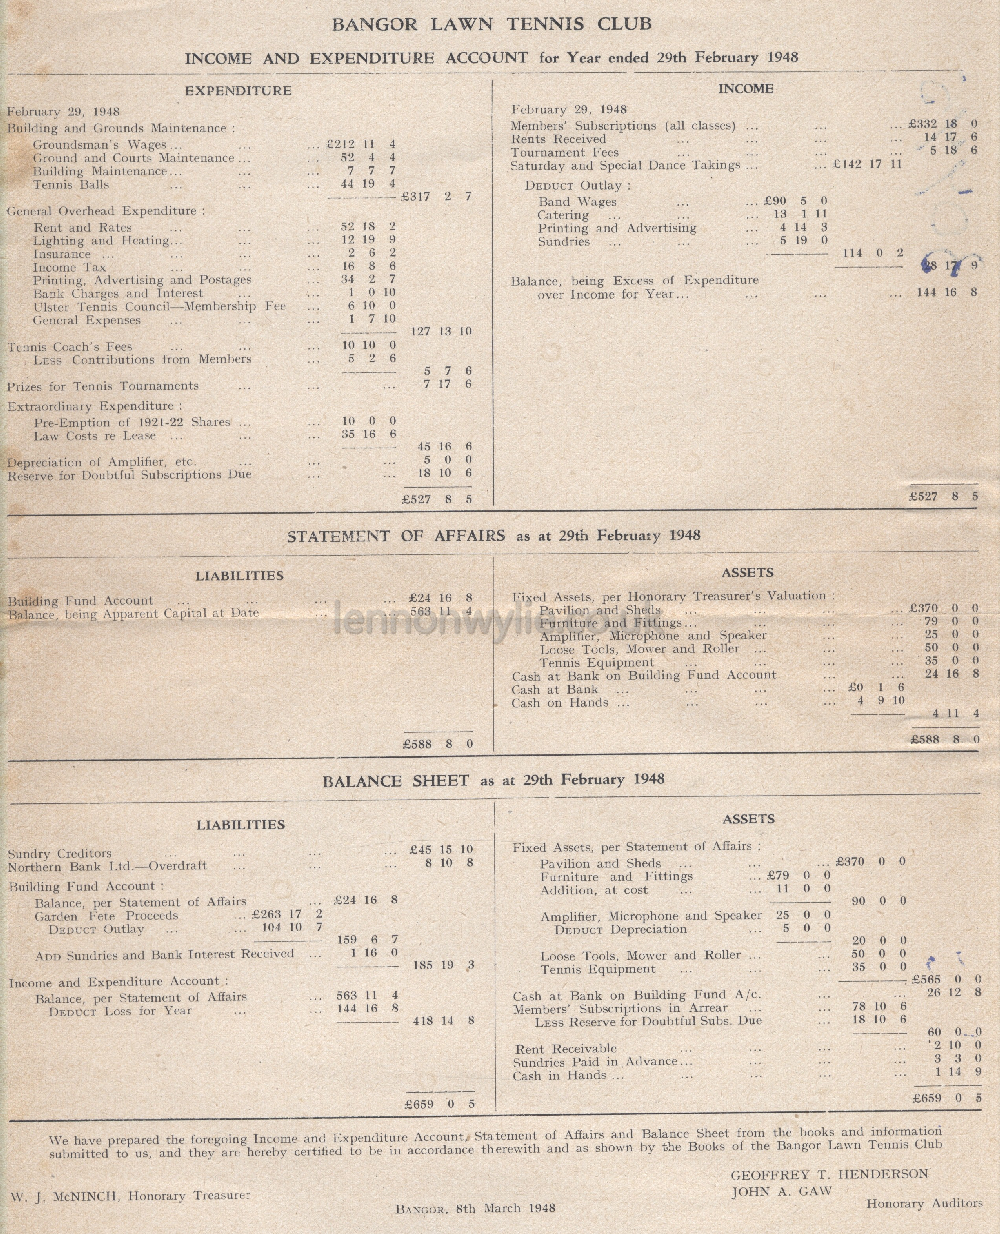 BANGOR LAWN TENNIS CLUB
INCOME AND EXPENDITURE ACCOUNT for Year ended 29th February 1948
EXPENDITURE
February 29, 1948
Building and Grounds Maintenance :
Groundsman's Wages ... ... ... £212 11 4
Ground and Courts Maintenance ... ... 52 4 4
Building Maintenance ... ... ... 7 7 7
Tennis Balls ... ... ... 44 19 4
£317 2 7
General Overhead Expenditure :
Rent and Rates ... ... ... 52 18 2
Lighting and Heating ... ... ... 12 19 9
Insurance ... ... ... ... 2 6 2
Income Tax ... ... ... 16 8 6
Printing, Advertising and Postages ... 34 2 7
Bank Charges and Interest ... ... 1 0 10
Ulster Tennis Council—Membership Fee ... 6 10 0
General Expenses ... ... ... 1 7 10
127 13 10
Tennis Coach's Fees ... ... ... 10 10 0
LESS Contributions from Members ... 5 2 6
5 7 6
Prizes for Tennis Tournaments ... ... ... 7 17 6
Extraordinary Expenditure :
Pre-Emption of 1921-22 Shares ... ... 10 0 0
Law Costs re Lease ... ... ... 35 16 6
45 16 6
Depreciation of Amplifier, etc. ... ... ... 5 0 0
Reserve for Doubtful Subscriptions Due ... ... 18 10 6
£527 8 5
INCOME
February 29, 1948
Members' Subscriptions (all classes) ... ... ... £332 18 0
Rents Received ... ... ... ... 14 17 6
Tournament Fees ... ... ... ... 5 18 6
Saturday and Special Dance Takings ... ... £142 17 11
DEDUCT Outlay :
Band Wages ... ... £90 5 0
Catering ... ... ... 13 1 11
Printing and Advertising ... 4 14 3
Sundries ... ... ... 5 19 0
114 0 2
28 17 9
Balance, being Excess of Expenditure
over Income for Year ... ... ... ... 144 16 8
£527 8 5
STATEMENT OF AFFAIRS as at 29th February 1948
LIABILITIES
Building Fund Account ... ... ... ... £24 16 8
Balance, being Apparent Capital at Date ... ... 563 11 4
£588 8 0
ASSETS
Fixed Assets, per Honorary Treasurer's Valuation :
Pavilion and Sheds ... ... ... ... £370 0 0
Furniture and Fittings ... ... ... ... 79 0 0
Amplifier, Microphone and Speaker ... ... 25 0 0
Loose Tools, Mower and Roller ... ... ... 50 0 0
Tennis Equipment ... ... ... ... 35 0 0
Cash at Bank on Building Fund Account ... ... 24 16 8
Cash at Bank ... ... ... ... £0 1 6
Cash on Hands ... ... ... ... 4 9 10
4 11 4
£588 8 0
lennonwylie
BALANCE SHEET as at 29th February 1948
LIABILITIES
Sundry Creditors ... ... ... ... £45 15 10
Northern Bank Ltd.—Overdraft ... ... ... 8 10 8
Building Fund Account :
Balance, per Statement of Affairs ... £24 16 8
Garden Fete Proceeds ... £263 17 2
DEDUCT Outlay ... ... 104 10 7
159 6 7
ADD Sundries and Bank Interest Received ... 1 16 0
185 19 3
Income and Expenditure Account :
Balance, per Statement of Affairs ... 563 11 4
DEDUCT Loss for Year ... ... 144 16 8
418 14 8
£659 0 5
ASSETS
Fixed Assets, per Statement of Affairs :
Pavilion and Sheds ... ... ... £370 0 0
Furniture and Fittings ... £79 0 0
Addition, at cost ... ... 11 0 0
90 0 0
Amplifier, Microphone and Speaker 25 0 0
DEDUCT Depreciation ... 5 0 0
20 0 0
Loose Tools, Mower and Roller ... ... 50 0 0
Tennis Equipment ... ... ... 35 0 0
£565 0 0
Cash at Bank on Building Fund A/c. ... ... 26 12 8
Members' Subscriptions in Arrear ... ... 78 10 6
LESS Reserve for Doubtful Subs. Due ... 18 10 6
60 0 0
Rent Receivable ... ... ... ... 2 10 0
Sundries Paid in Advance ... ... ... ... 3 3 0
Cash in Hands ... ... ... ... ... 1 14 9
£659 0 5
We have prepared the foregoing Income and Expenditure Account, Statement of Affairs and Balance Sheet from the books and information
submitted to us, and they are hereby certified to be in accordance therewith and as shown by the Books of the Bangor Lawn Tennis Club
GEOFFREY T. HENDERSON
JOHN A. GAW
Honorary Auditors
W. J. McNINCH, Honorary Treasurer
BANGOR, 8th March 1948